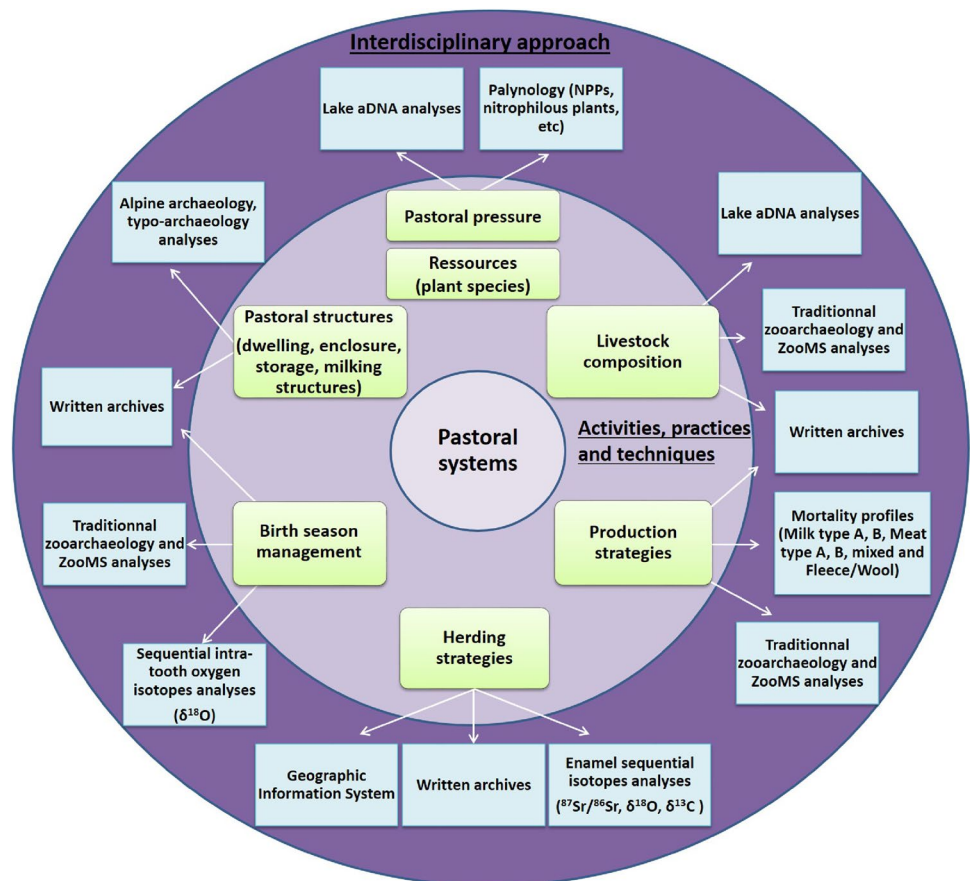 Interdisciplinary approach
Lake aDNA analyses
Palynology (NPPs,
nitrophilous plants,
etc)
Alpine archaeology,
typo-archaeology
analyses
Pastoral pressure
Lake aDNA analyses
Ressources
(plant species)
Pastoral structures
(dwelling, enclosure,
storage, milking
structures)
Livestock
composition
Traditionnal
zooarchaeology and
ZooMS analyses
Written archives
Pastoral
systems
Activities, practices
and techniques
Written archives
Traditionnal
zooarchaeology and
ZooMS analyses
Birth season
management
Production
strategies
Mortality profiles
(Milk type A, B, Meat
type A, B, mixed and
Fleece/Wool)
Sequential intra-
tooth oxygen
isotopes analyses
(δ¹⁸O)
Herding
strategies
Traditionnal
zooarchaeology and
ZooMS analyses
Geographic
Information System
Written archives
Enamel sequential
isotopes analyses
(⁸⁷Sr/⁸⁶Sr, δ¹⁸O, δ¹³C )